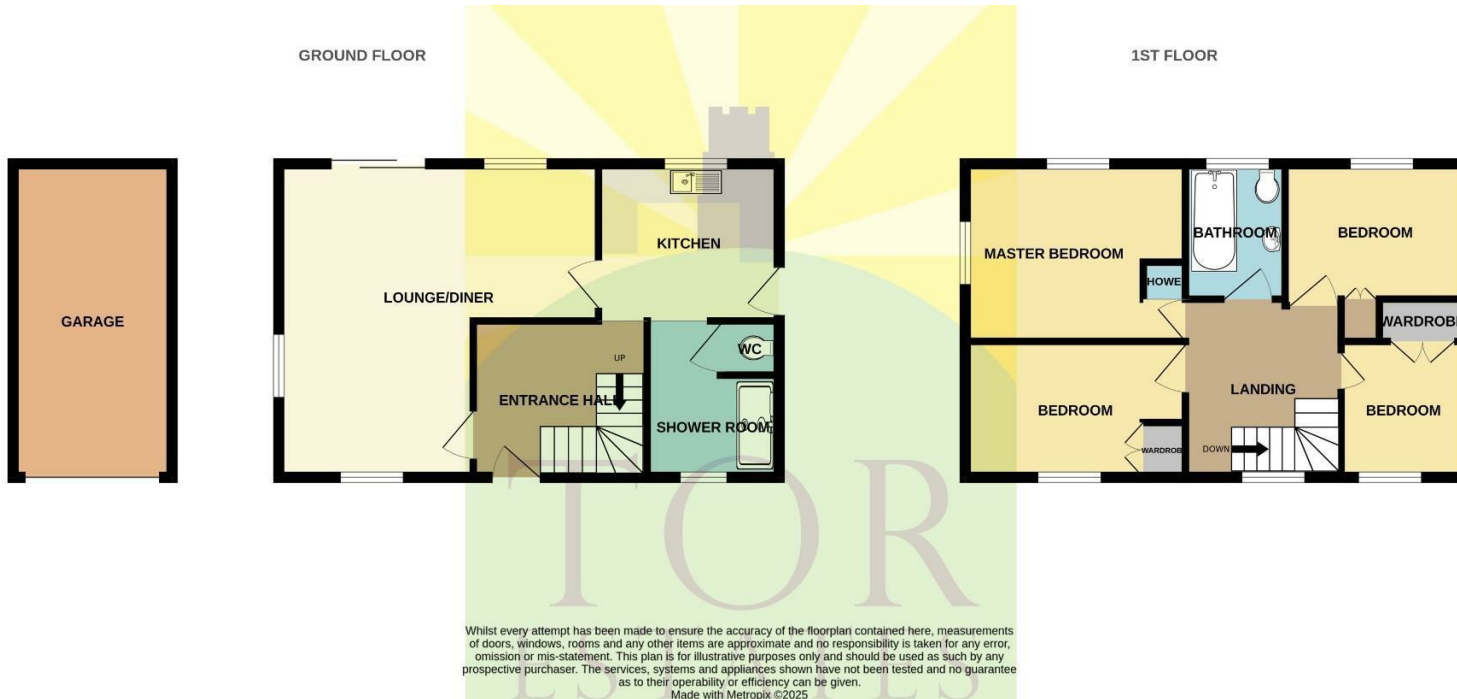 GROUND FLOOR
1ST FLOOR
GARAGE
LOUNGE/DINER
KITCHEN
ENTRANCE HALL
UP
WC
SHOWER ROOM
MASTER BEDROOM
HOWE
BATHROOM
BEDROOM
WARDROBE
BEDROOM
WARDROB
LANDING
DOWN
BEDROOM
TOR
ESTATES
Whilst every attempt has been made to ensure the accuracy of the floorplan contained here, measurements
of doors, windows, rooms and any other items are approximate and no responsibility is taken for any error,
omission or mis-statement. This plan is for illustrative purposes only and should be used as such by any
prospective purchaser. The services, systems and appliances shown have not been tested and no guarantee
as to their operability or efficiency can be given.
Made with Metropix ©2025